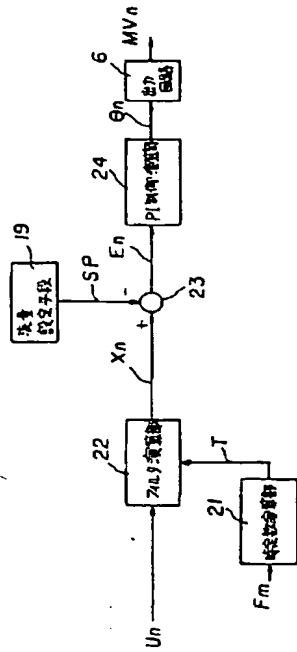 19
流量
設定手段
SP
Un
22
フィルタ演算部
Xn
+
-
23
En
24
PI制御演算部
θn
6
出力
回路
MVn
T
21
時定数演算部
Fm